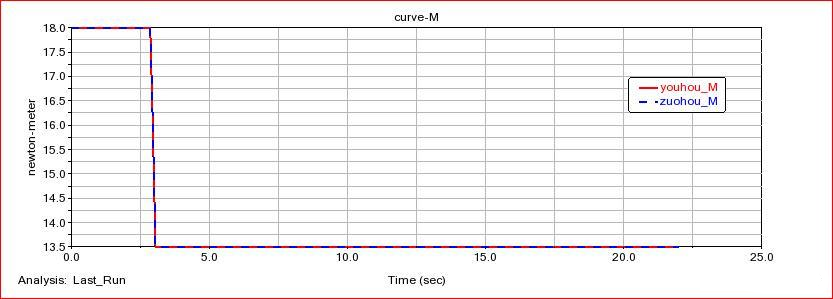 curve-M
18.0
17.5
17.0
16.5
16.0
15.5
15.0
14.5
14.0
13.5
newton-meter
youhou_M
zuohou_M
0.0 5.0 10.0 15.0 20.0 25.0
Analysis: Last_Run Time (sec)